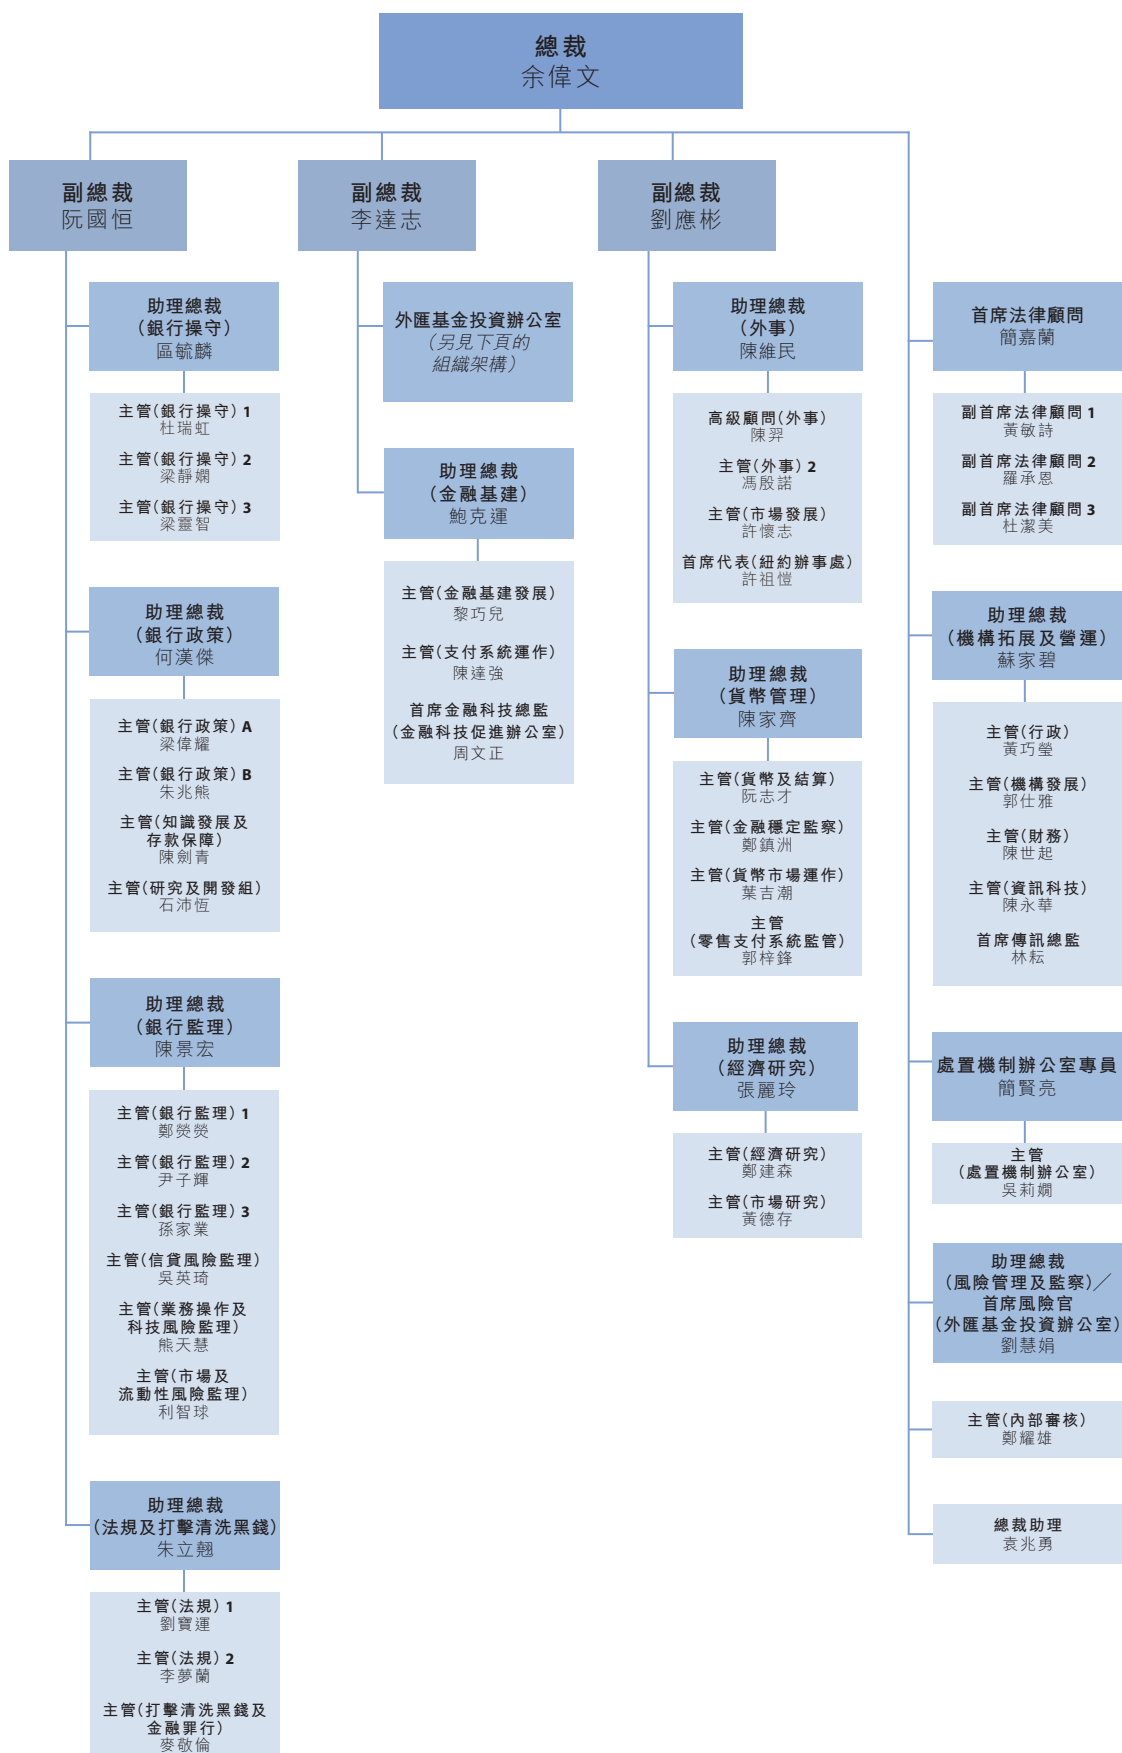 總裁
余偉文
副總裁
阮國恒
助理總裁
(銀行操守)
區毓麟
主管(銀行操守) 1
杜瑞虹
主管(銀行操守) 2
梁靜嫻
主管(銀行操守) 3
梁靈智
助理總裁
(銀行政策)
何漢傑
主管(銀行政策) A
梁偉耀
主管(銀行政策) B
朱兆熊
主管(知識發展及
存款保障)
陳劍青
主管(研究及開發組)
石沛恆
助理總裁
(銀行監理)
陳景宏
主管(銀行監理) 1
鄭熒熒
主管(銀行監理) 2
尹子輝
主管(銀行監理) 3
孫家業
主管(信貸風險監理)
吳英琦
主管(業務操作及
科技風險監理)
熊天慧
主管(市場及
流動性風險監理)
利智球
助理總裁
(法規及打擊清洗黑錢)
朱立翹
主管(法規) 1
劉寶運
主管(法規) 2
李夢蘭
主管(打擊清洗黑錢及
金融罪行)
麥敬倫
副總裁
李達志
外匯基金投資辦公室
(另見下頁的
組織架構)
助理總裁
(金融基建)
鮑克運
主管(金融基建發展)
黎巧兒
主管(支付系統運作)
陳達強
首席金融科技總監
(金融科技促進辦公室)
周文正
副總裁
劉應彬
助理總裁
(外事)
陳維民
高級顧問(外事)
陳羿
主管(外事) 2
馮殷諾
主管(市場發展)
許懷志
首席代表(紐約辦事處)
許祖愷
助理總裁
(貨幣管理)
陳家齊
主管(貨幣及結算)
阮志才
主管(金融穩定監察)
鄭鎮洲
主管(貨幣市場運作)
葉吉潮
主管
(零售支付系統監管)
郭梓鋒
助理總裁
(經濟研究)
張麗玲
主管(經濟研究)
鄭建森
主管(市場研究)
黃德存
首席法律顧問
簡嘉蘭
副首席法律顧問 1
黃敏詩
副首席法律顧問 2
羅承恩
副首席法律顧問 3
杜潔美
助理總裁
(機構拓展及營運)
蘇家碧
主管(行政)
黃巧瑩
主管(機構發展)
郭仕雅
主管(財務)
陳世起
主管(資訊科技)
陳永華
首席傳訊總監
林耘
處置機制辦公室專員
簡賢亮
主管
(處置機制辦公室)
吳莉嫻
助理總裁
(風險管理及監察)╱
首席風險官
(外匯基金投資辦公室)
劉慧娟
主管(內部審核)
鄭耀雄
總裁助理
袁兆勇